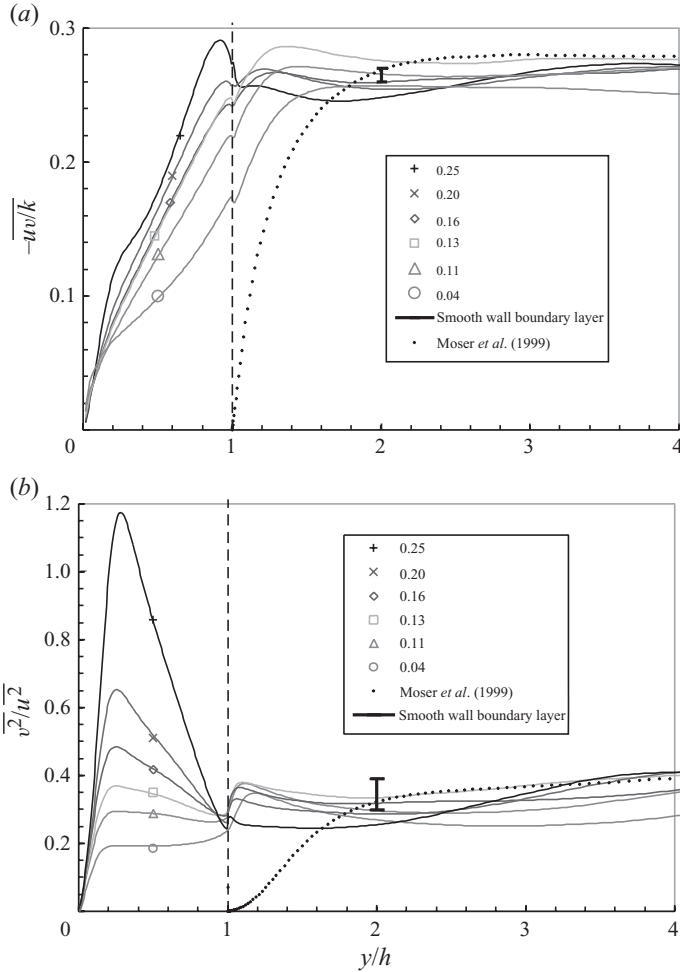 (a)
0.3
0.2
0.1
0
−uv/k
0.25
0.20
0.16
0.13
0.11
0.04
Smooth wall boundary layer
Moser et al. (1999)
0 1 2 3 4
(b)
1.2
1.0
0.8
0.6
0.4
0.2
0
v²/u²
0.25
0.20
0.16
0.13
0.11
0.04
Moser et al. (1999)
Smooth wall boundary layer
0 1 2 3 4
y/h